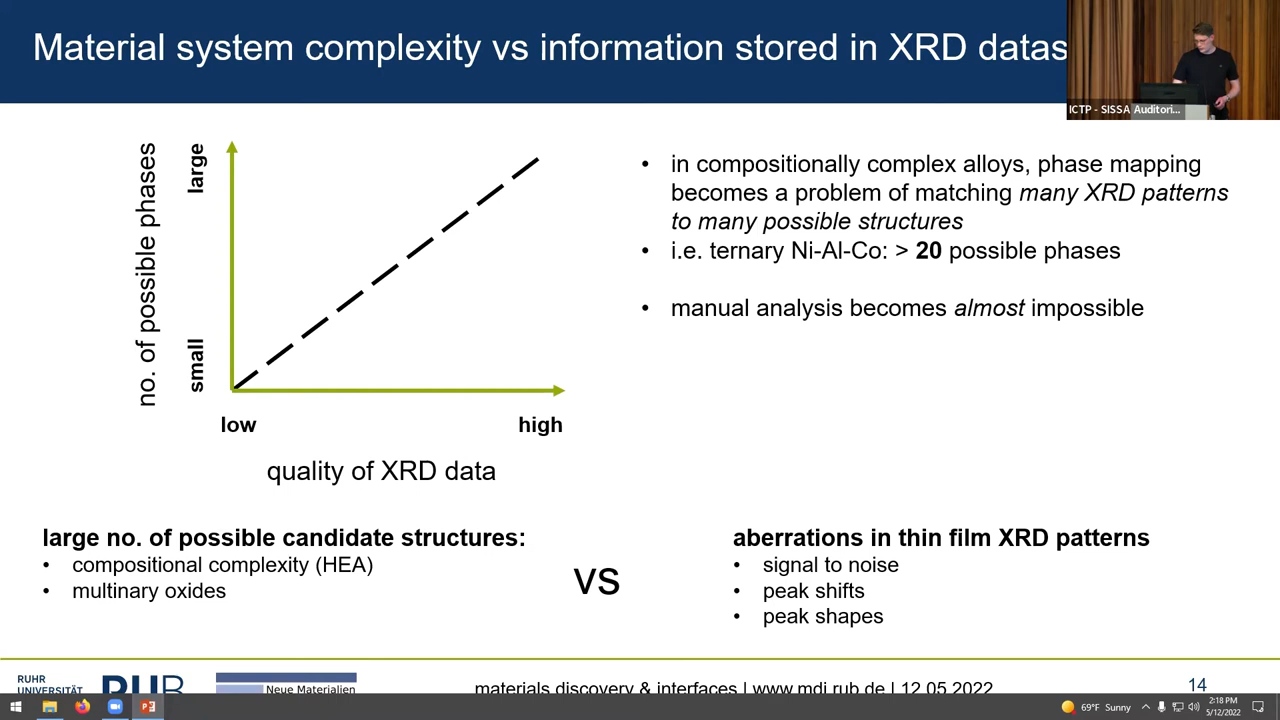 Material system complexity vs information stored in XRD datas
ICTP - SISSA Auditori...
no. of possible phases
small
large
low
high
quality of XRD data
• in compositionally complex alloys, phase mapping
becomes a problem of matching many XRD patterns
to many possible structures
• i.e. ternary Ni-Al-Co: > 20 possible phases
• manual analysis becomes almost impossible
large no. of possible candidate structures:
• compositional complexity (HEA)
• multinary oxides
vs
aberrations in thin film XRD patterns
• signal to noise
• peak shifts
• peak shapes
RUHR
UNIVERSITÄT
RUB
Neue Materialien
materials discovery & interfaces | www.mdi.rub.de | 12.05.2022
14
69°F Sunny
2:18 PM
5/12/2022